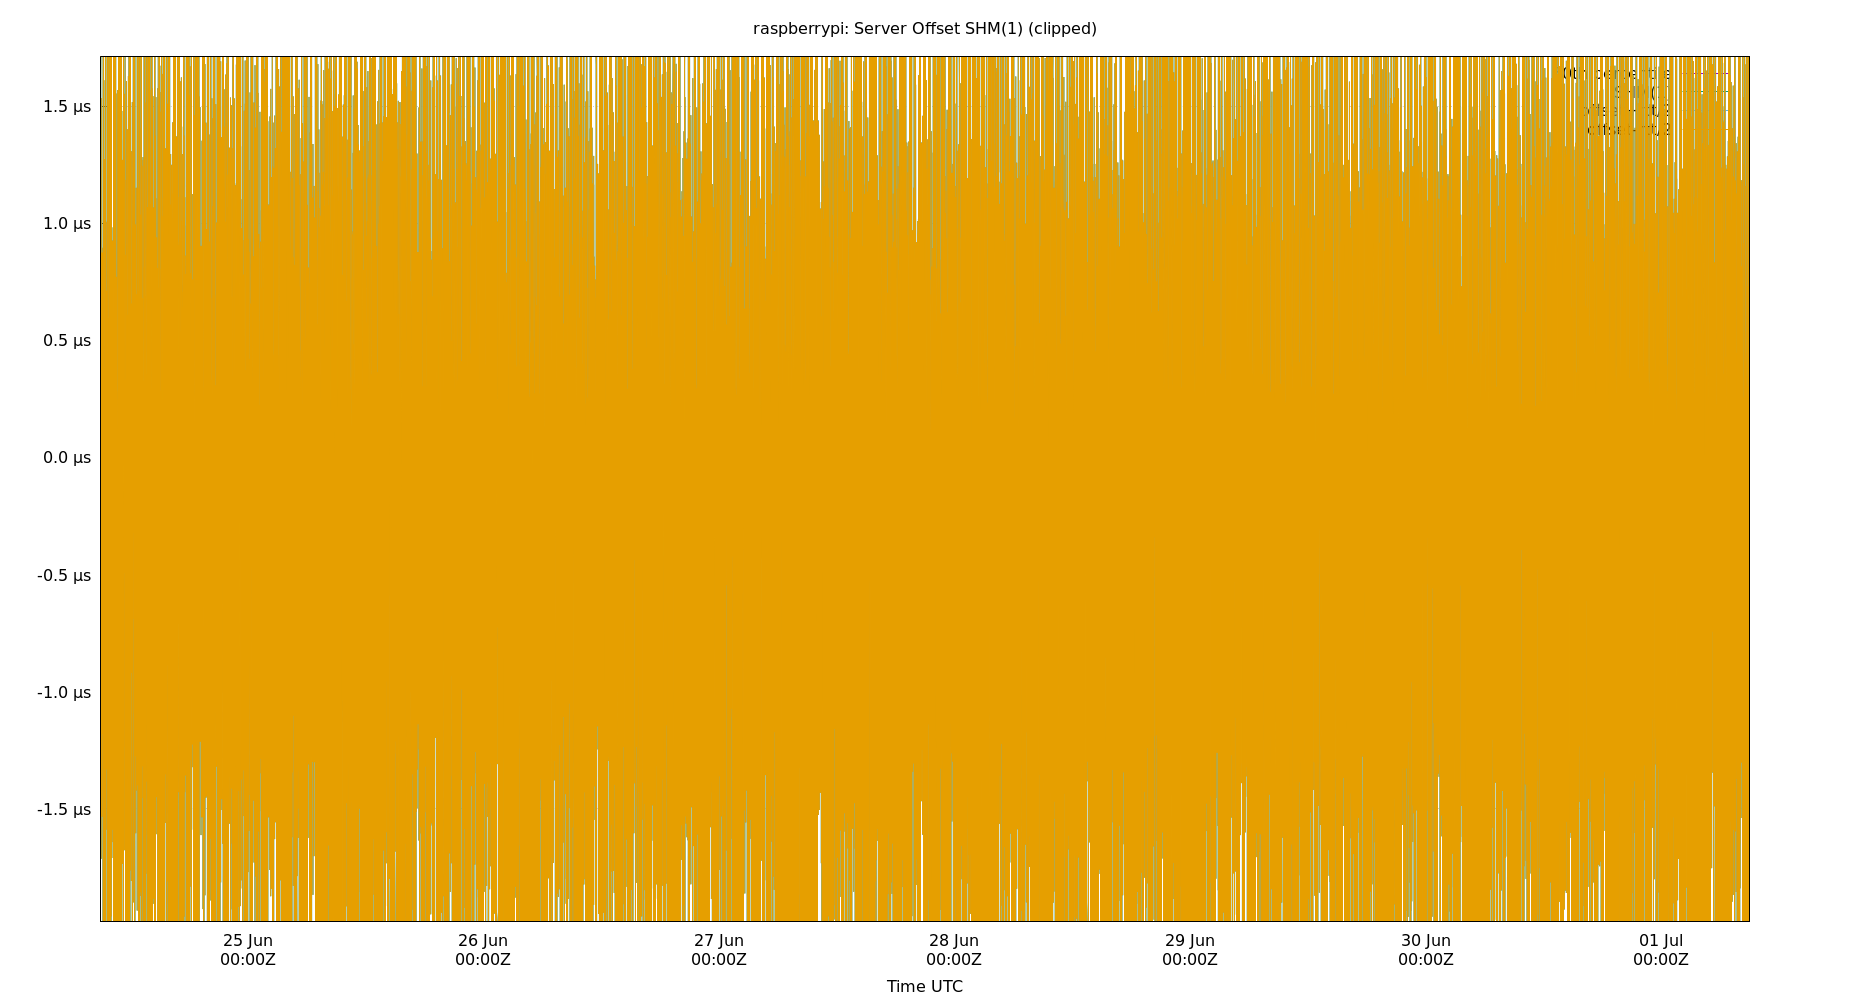 raspberrypi: Server Offset SHM(1) (clipped)
1.5 µs
1.0 µs
0.5 µs
0.0 µs
-0.5 µs
-1.0 µs
-1.5 µs
25 Jun 26 Jun 27 Jun 28 Jun 29 Jun 30 Jun 01 Jul
00:00Z 00:00Z 00:00Z 00:00Z 00:00Z 00:00Z 00:00Z
Time UTC